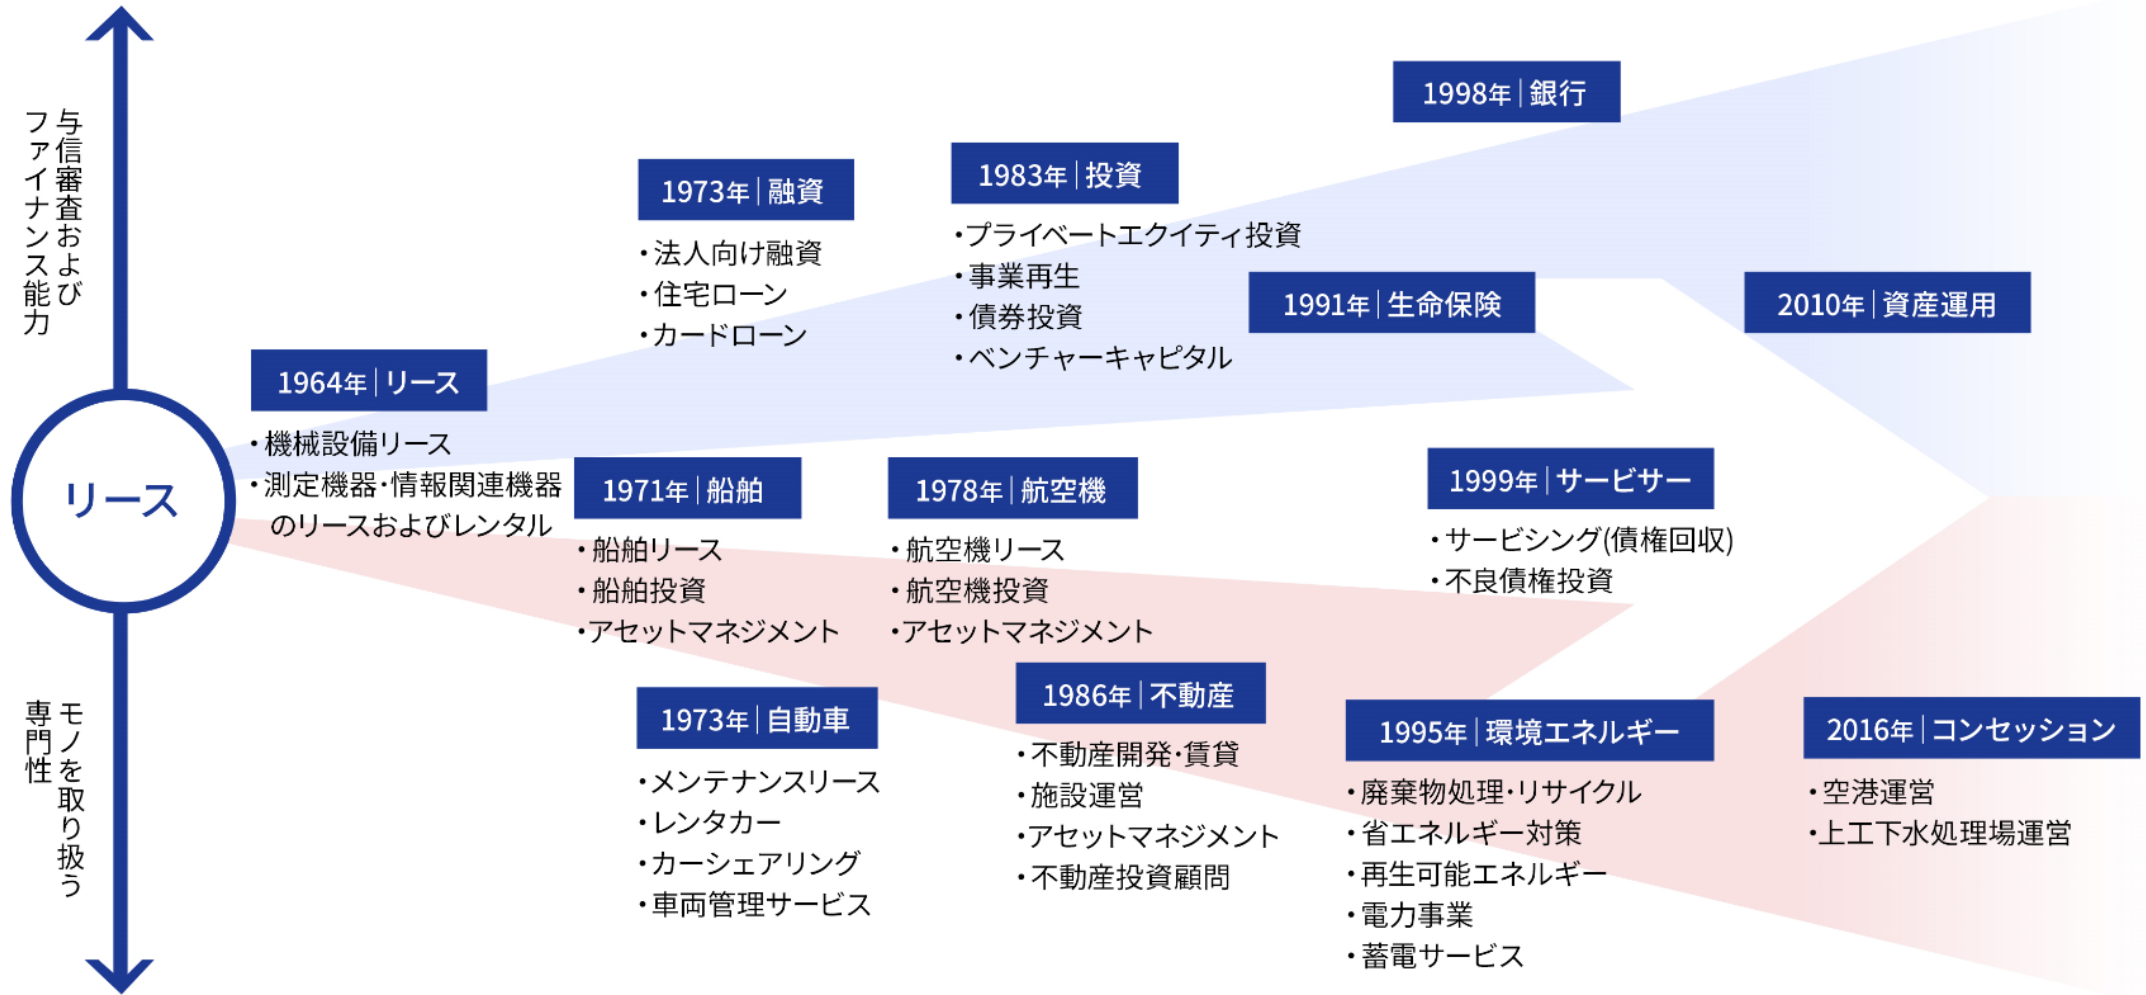 与信審査および
ファイナンス能力
リース
モノを取り扱う
専門性
1964年|リース
・機械設備リース
・測定機器・情報関連機器
のリースおよびレンタル
1973年|融資
・法人向け融資
・住宅ローン
・カードローン
1983年|投資
・プライベートエクイティ投資
・事業再生
・債券投資
・ベンチャーキャピタル
1998年|銀行
1991年|生命保険
2010年|資産運用
1971年|船舶
・船舶リース
・船舶投資
・アセットマネジメント
1978年|航空機
・航空機リース
・航空機投資
・アセットマネジメント
1999年|サービサー
・サービシング(債権回収)
・不良債権投資
1973年|自動車
・メンテナンスリース
・レンタカー
・カーシェアリング
・車両管理サービス
1986年|不動産
・不動産開発・賃貸
・施設運営
・アセットマネジメント
・不動産投資顧問
1995年|環境エネルギー
・廃棄物処理・リサイクル
・省エネルギー対策
・再生可能エネルギー
・電力事業
・蓄電サービス
2016年|コンセッション
・空港運営
・上工下水処理場運営